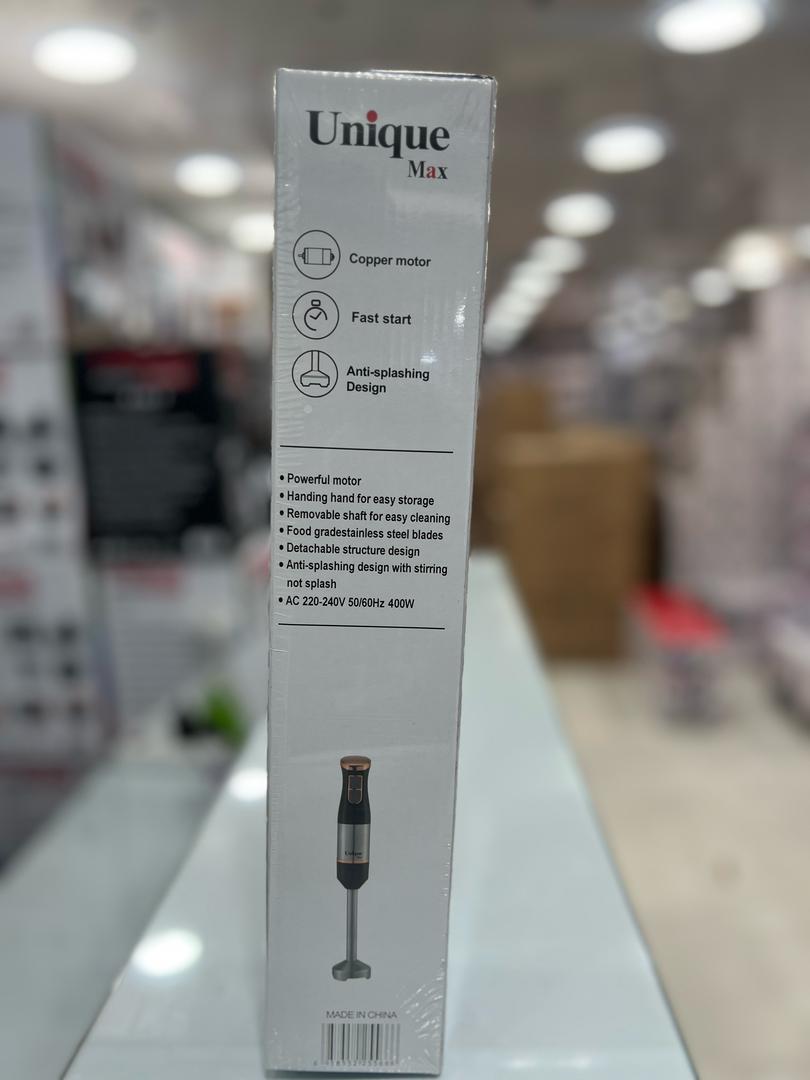 Unique
Max
Copper motor
Fast start
Anti-splashing
Design
• Powerful motor
• Handing hand for easy storage
• Removable shaft for easy cleaning
• Food gradestainless steel blades
• Detachable structure design
• Anti-splashing design with stirring
not splash
• AC 220-240V 50/60Hz 400W
Unique
MADE IN CHINA